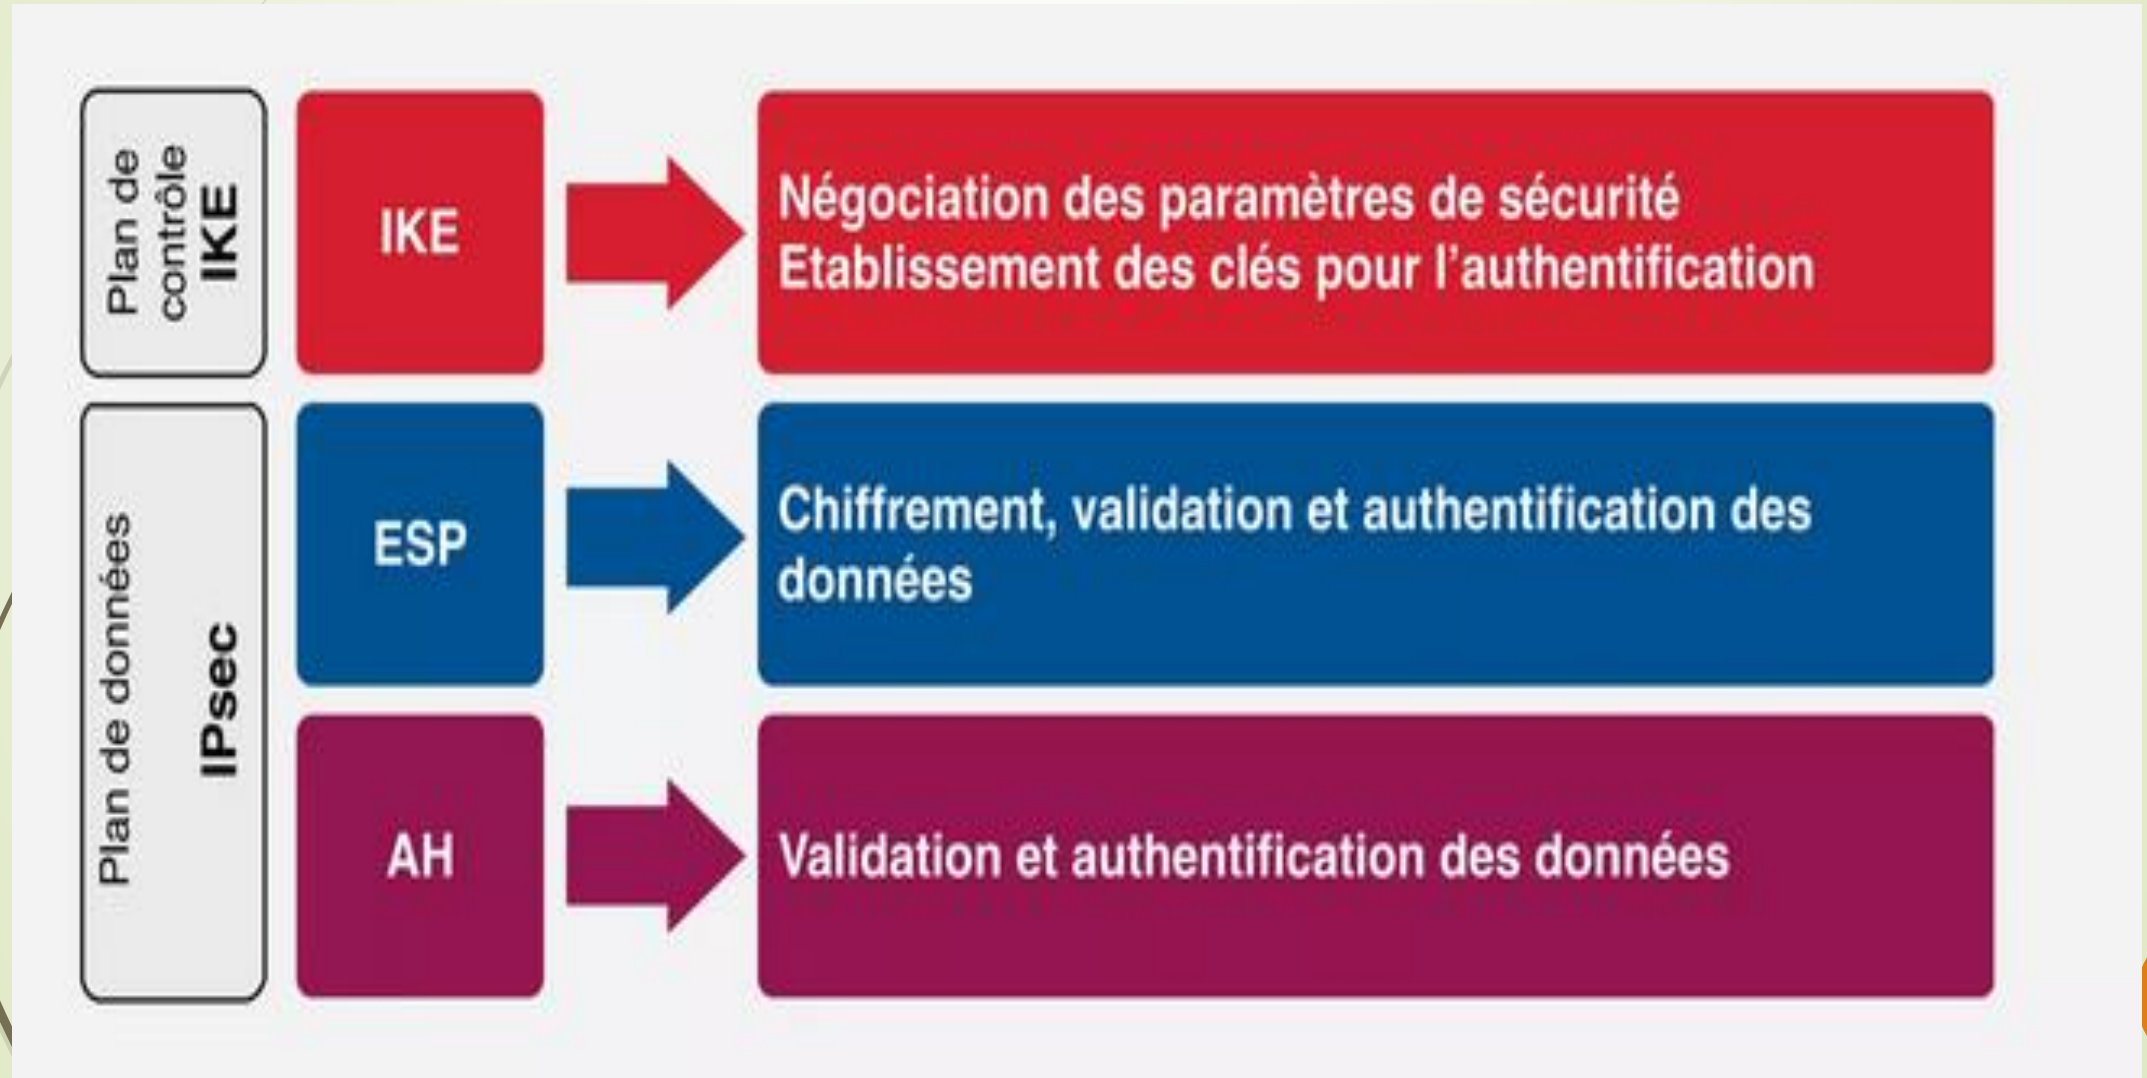 Plan de
contrôle
IKE
IKE
Négociation des paramètres de sécurité
Etablissement des clés pour l'authentification
Plan de données
IPsec
ESP
Chiffrement, validation et authentification des
données
AH
Validation et authentification des données